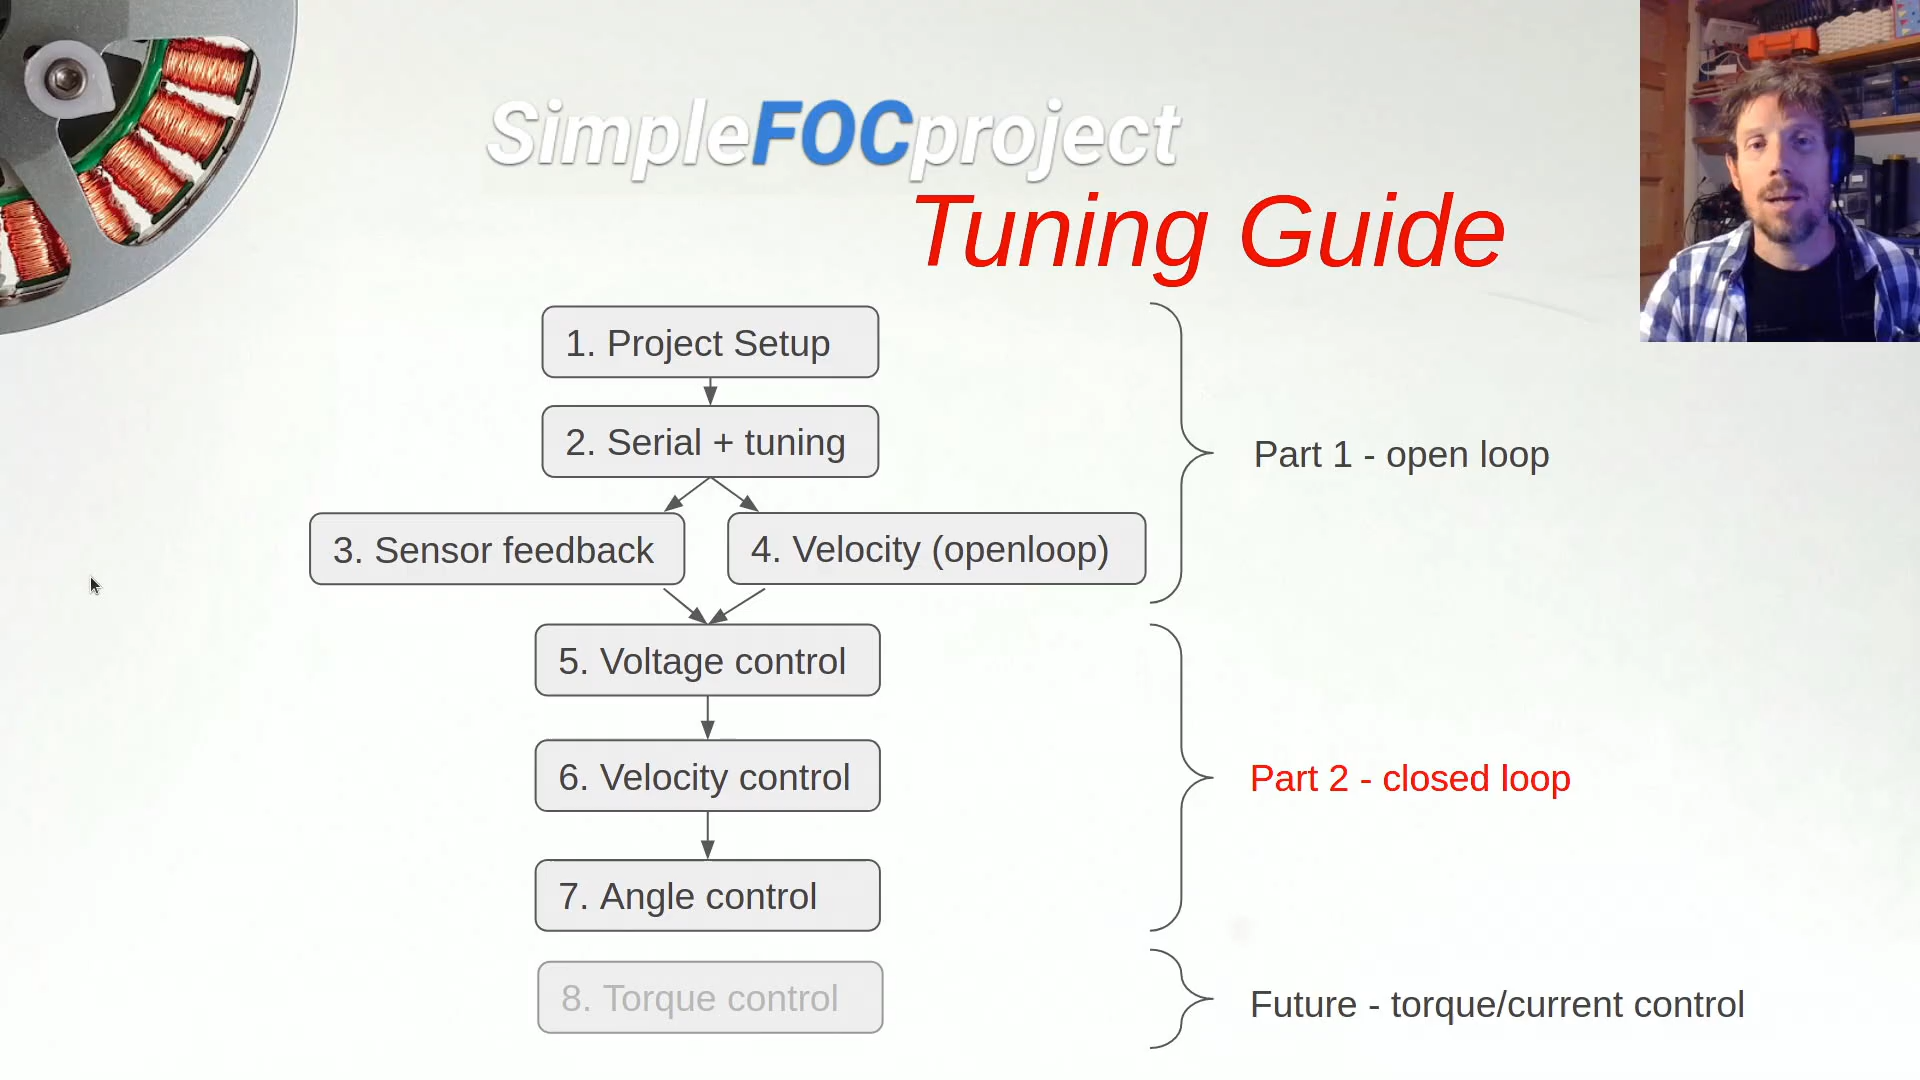 SimpleFOCproject
Tuning Guide
1. Project Setup
2. Serial + tuning
3. Sensor feedback
4. Velocity (openloop)
Part 1 - open loop
5. Voltage control
6. Velocity control
7. Angle control
Part 2 - closed loop
8. Torque control
Future - torque/current control